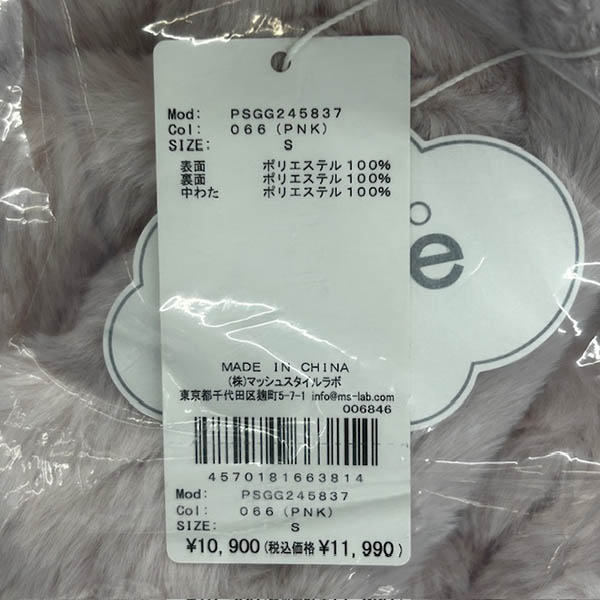 Mod: PSGG245837
Col: 066 (PNK)
SIZE: S
表面 ポリエステル100%
裏面 ポリエステル100%
中わた ポリエステル100%
e
MADE IN CHINA
(株)マッシュスタイルラボ
東京都千代田区麹町5-7-1 info@ms-lab.com
006846
4570181663814
Mod: PSGG245837
Col: 066 (PNK)
SIZE: S
¥10,900(税込価格¥11,990)